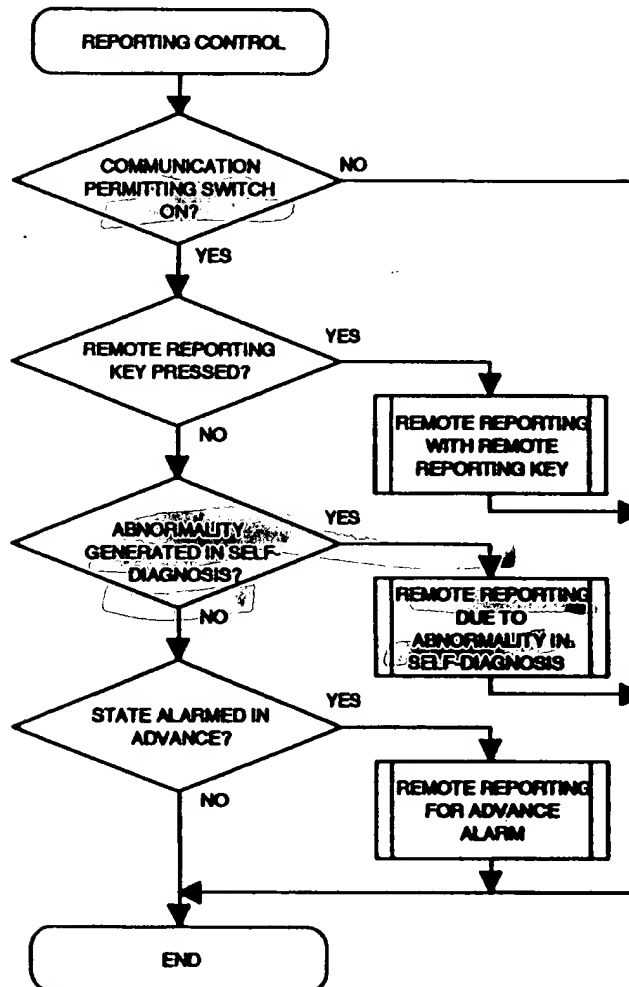 REPORTING CONTROL
COMMUNICATION
PERMITTING SWITCH
ON?
NO
YES
REMOTE REPORTING
KEY PRESSED?
YES
NO
REMOTE REPORTING
WITH REMOTE
REPORTING KEY
ABNORMALITY
GENERATED IN SELF-
DIAGNOSIS?
YES
NO
REMOTE REPORTING
DUE TO
ABNORMALITY IN
SELF-DIAGNOSIS
STATE ALARMED IN
ADVANCE?
YES
NO
REMOTE REPORTING
FOR ADVANCE
ALARM
END